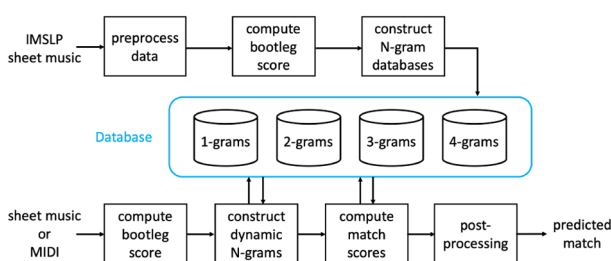 IMSLP
sheet music
preprocess
data
compute
bootleg
score
construct
N-gram
databases
Database
1-grams
2-grams
3-grams
4-grams
sheet music
or
MIDI
compute
bootleg
score
construct
dynamic
N-grams
compute
match
scores
post-
processing
predicted
match